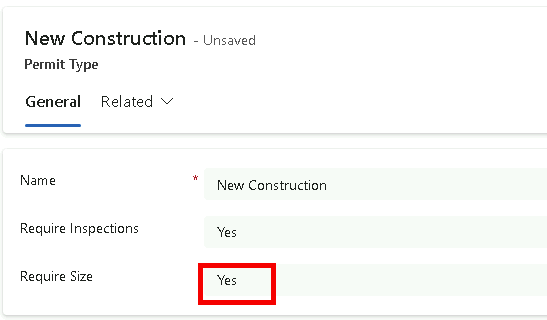 New Construction - Unsaved
Permit Type
General Related
Name * New Construction
Require Inspections Yes
Require Size Yes